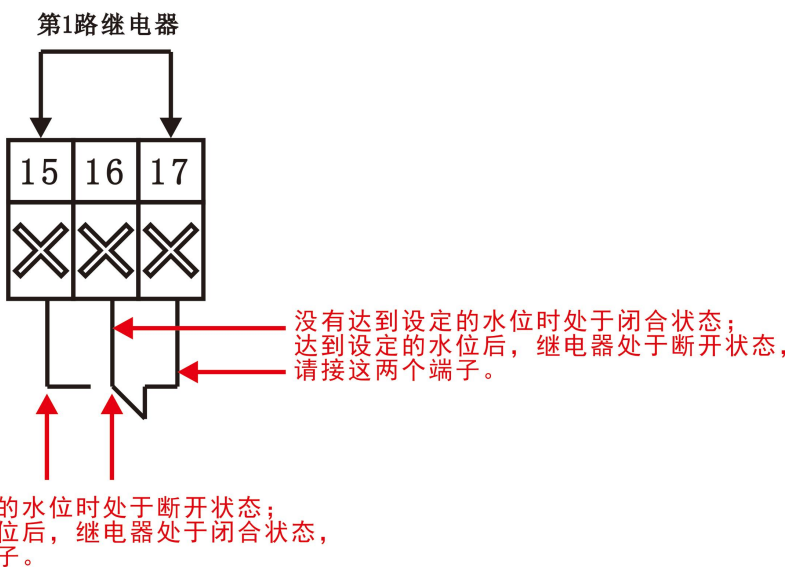 第1路继电器
15 16 17
没有达到设定的水位时处于闭合状态；
达到设定的水位后，继电器处于断开状态，
请接这两个端子。
的水位时处于断开状态；
位后，继电器处于闭合状态，
子。